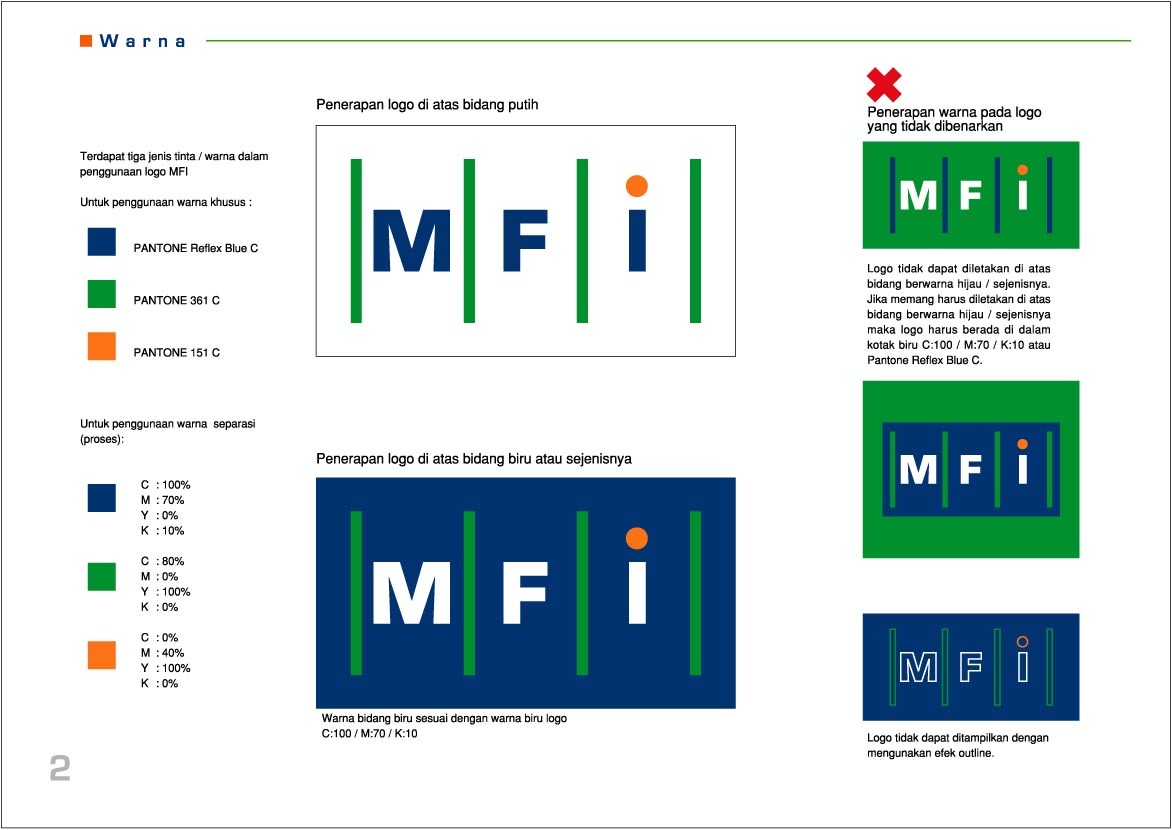 Warna
Terdapat tiga jenis tinta / warna dalam
penggunaan logo MFI
Untuk penggunaan warna khusus :
PANTONE Reflex Blue C
PANTONE 361 C
PANTONE 151 C
Untuk penggunaan warna separasi
(proses):
C : 100%
M : 70%
Y : 0%
K : 10%
C : 80%
M : 0%
Y : 100%
K : 0%
C : 0%
M : 40%
Y : 100%
K : 0%
Penerapan logo di atas bidang putih
M F i
Penerapan logo di atas bidang biru atau sejenisnya
M F i
Warna bidang biru sesuai dengan warna biru logo
C:100 / M:70 / K:10
Penerapan warna pada logo
yang tidak dibenarkan
M F i
Logo tidak dapat diletakan di atas
bidang berwarna hijau / sejenisnya.
Jika memang harus diletakan di atas
bidang berwarna hijau / sejenisnya
maka logo harus berada di dalam
kotak biru C:100 / M:70 / K:10 atau
Pantone Reflex Blue C.
M F i
M F i
Logo tidak dapat ditampilkan dengan
mengunakan efek outline.
2